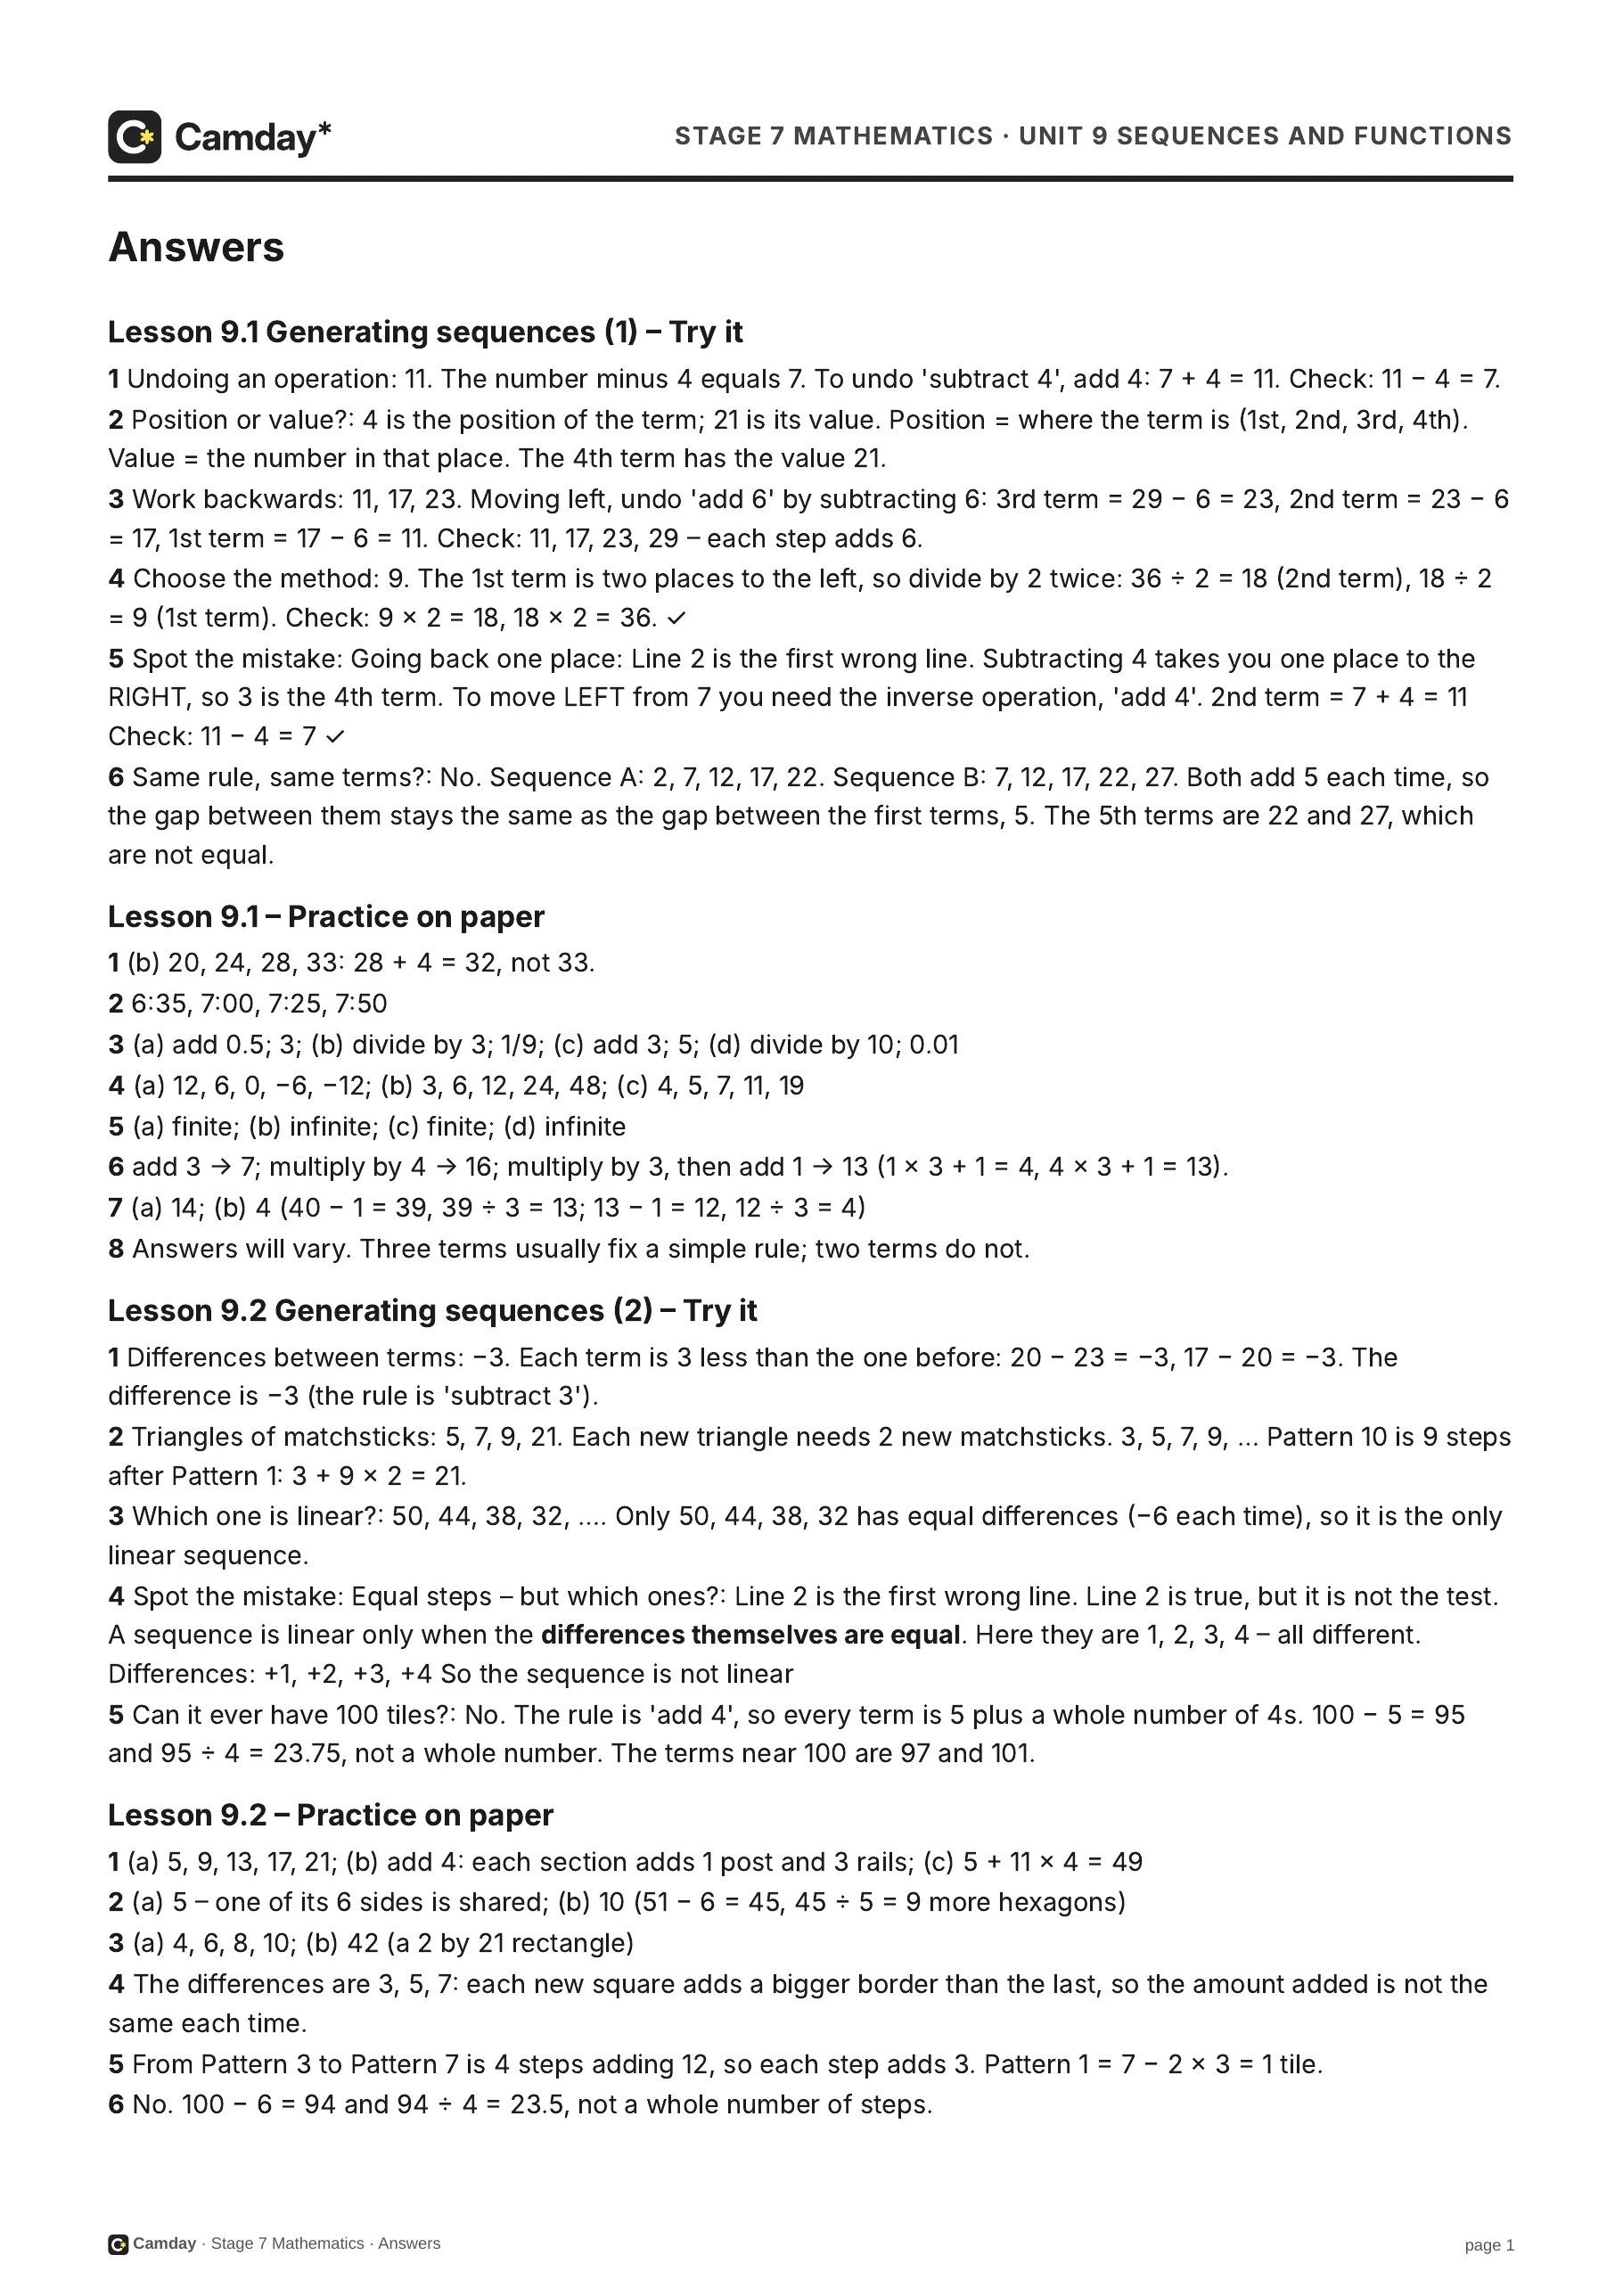 Camday*
STAGE 7 MATHEMATICS · UNIT 9 SEQUENCES AND FUNCTIONS
Answers
Lesson 9.1 Generating sequences (1) – Try it
1 Undoing an operation: 11. The number minus 4 equals 7. To undo 'subtract 4', add 4: 7 + 4 = 11. Check: 11 − 4 = 7.
2 Position or value?: 4 is the position of the term; 21 is its value. Position = where the term is (1st, 2nd, 3rd, 4th).
Value = the number in that place. The 4th term has the value 21.
3 Work backwards: 11, 17, 23. Moving left, undo 'add 6' by subtracting 6: 3rd term = 29 − 6 = 23, 2nd term = 23 − 6
= 17, 1st term = 17 − 6 = 11. Check: 11, 17, 23, 29 – each step adds 6.
4 Choose the method: 9. The 1st term is two places to the left, so divide by 2 twice: 36 ÷ 2 = 18 (2nd term), 18 ÷ 2
= 9 (1st term). Check: 9 × 2 = 18, 18 × 2 = 36. ✓
5 Spot the mistake: Going back one place: Line 2 is the first wrong line. Subtracting 4 takes you one place to the
RIGHT, so 3 is the 4th term. To move LEFT from 7 you need the inverse operation, 'add 4'. 2nd term = 7 + 4 = 11
Check: 11 − 4 = 7 ✓
6 Same rule, same terms?: No. Sequence A: 2, 7, 12, 17, 22. Sequence B: 7, 12, 17, 22, 27. Both add 5 each time, so
the gap between them stays the same as the gap between the first terms, 5. The 5th terms are 22 and 27, which
are not equal.
Lesson 9.1 – Practice on paper
1 (b) 20, 24, 28, 33: 28 + 4 = 32, not 33.
2 6:35, 7:00, 7:25, 7:50
3 (a) add 0.5; 3; (b) divide by 3; 1/9; (c) add 3; 5; (d) divide by 10; 0.01
4 (a) 12, 6, 0, −6, −12; (b) 3, 6, 12, 24, 48; (c) 4, 5, 7, 11, 19
5 (a) finite; (b) infinite; (c) finite; (d) infinite
6 add 3 → 7; multiply by 4 → 16; multiply by 3, then add 1 → 13 (1 × 3 + 1 = 4, 4 × 3 + 1 = 13).
7 (a) 14; (b) 4 (40 − 1 = 39, 39 ÷ 3 = 13; 13 − 1 = 12, 12 ÷ 3 = 4)
8 Answers will vary. Three terms usually fix a simple rule; two terms do not.
Lesson 9.2 Generating sequences (2) – Try it
1 Differences between terms: −3. Each term is 3 less than the one before: 20 − 23 = −3, 17 − 20 = −3. The
difference is −3 (the rule is 'subtract 3').
2 Triangles of matchsticks: 5, 7, 9, 21. Each new triangle needs 2 new matchsticks. 3, 5, 7, 9, … Pattern 10 is 9 steps
after Pattern 1: 3 + 9 × 2 = 21.
3 Which one is linear?: 50, 44, 38, 32, …. Only 50, 44, 38, 32 has equal differences (−6 each time), so it is the only
linear sequence.
4 Spot the mistake: Equal steps – but which ones?: Line 2 is the first wrong line. Line 2 is true, but it is not the test.
A sequence is linear only when the differences themselves are equal. Here they are 1, 2, 3, 4 – all different.
Differences: +1, +2, +3, +4 So the sequence is not linear
5 Can it ever have 100 tiles?: No. The rule is 'add 4', so every term is 5 plus a whole number of 4s. 100 − 5 = 95
and 95 ÷ 4 = 23.75, not a whole number. The terms near 100 are 97 and 101.
Lesson 9.2 – Practice on paper
1 (a) 5, 9, 13, 17, 21; (b) add 4: each section adds 1 post and 3 rails; (c) 5 + 11 × 4 = 49
2 (a) 5 – one of its 6 sides is shared; (b) 10 (51 − 6 = 45, 45 ÷ 5 = 9 more hexagons)
3 (a) 4, 6, 8, 10; (b) 42 (a 2 by 21 rectangle)
4 The differences are 3, 5, 7: each new square adds a bigger border than the last, so the amount added is not the
same each time.
5 From Pattern 3 to Pattern 7 is 4 steps adding 12, so each step adds 3. Pattern 1 = 7 − 2 × 3 = 1 tile.
6 No. 100 − 6 = 94 and 94 ÷ 4 = 23.5, not a whole number of steps.
Camday · Stage 7 Mathematics · Answers
page 1